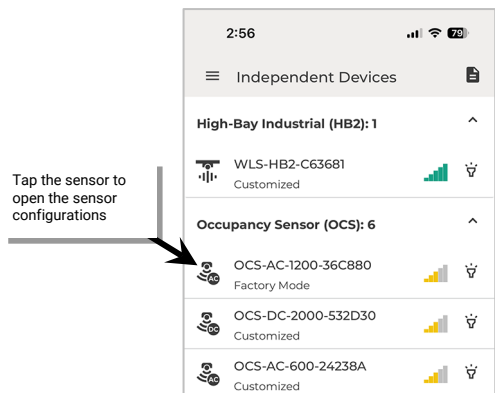 2:56
79
Independent Devices
High-Bay Industrial (HB2): 1
WLS-HB2-C63681
Customized
Tap the sensor to
open the sensor
configurations
Occupancy Sensor (OCS): 6
AC
OCS-AC-1200-36C880
Factory Mode
DC
OCS-DC-2000-532D30
Customized
AC
OCS-AC-600-24238A
Customized